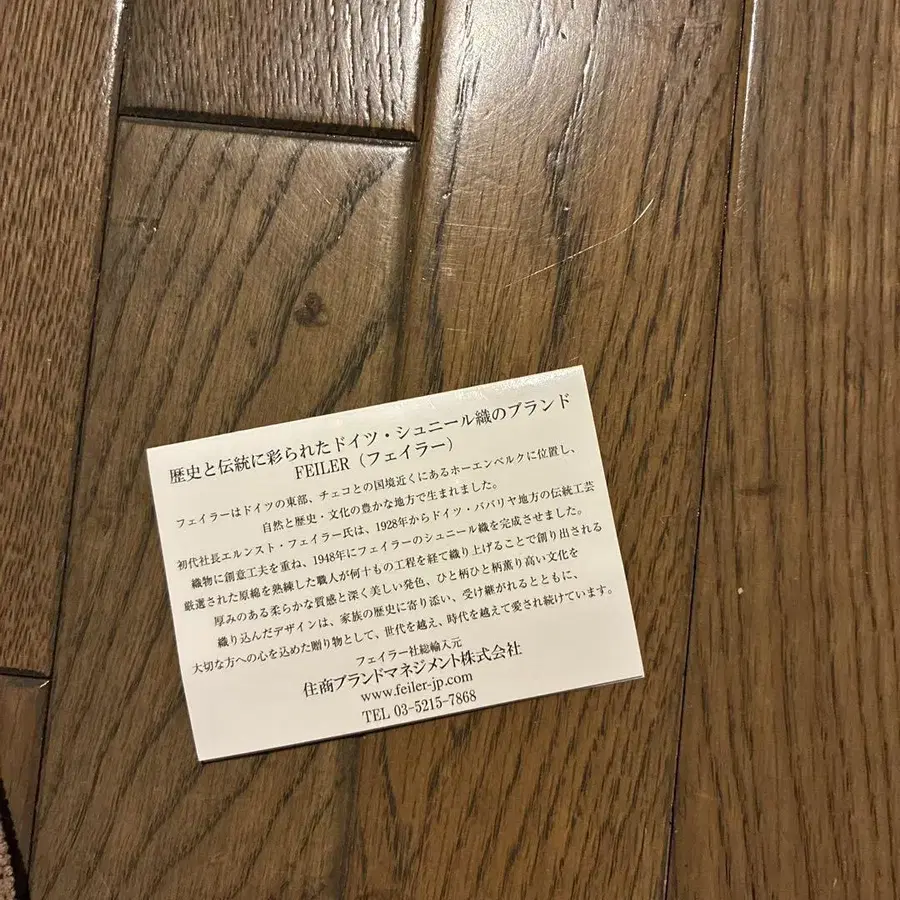 歴史と伝統に彩られたドイツ・シュニール織のブランド
FEILER（フェイラー）
フェイラーはドイツの東部、チェコとの国境近くにあるホーエンベルクに位置し、
自然と歴史・文化の豊かな地方で生まれました。
初代社長エルンスト・フェイラー氏は、1928年からドイツ・ババリヤ地方の伝統工芸
織物に創意工夫を重ね、1948年にフェイラーのシュニール織を完成させました。
厳選された原綿を熟練した職人が何十もの工程を経て織り上げることで創り出される
厚みのある柔らかな質感と深く美しい発色、ひと柄ひと柄薫り高い文化を
織り込んだデザインは、家族の歴史に寄り添い、受け継がれるとともに、
大切な方への心を込めた贈り物として、世代を越え、時代を越えて愛され続けています。
フェイラー社総輸入元
住商ブランドマネジメント株式会社
www.feiler-jp.com
TEL 03-5215-7868